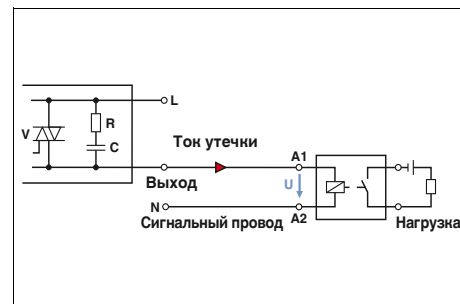 L
V
R
C
Ток утечки
A1
Выход
U
N
A2
Сигнальный провод
Нагрузка